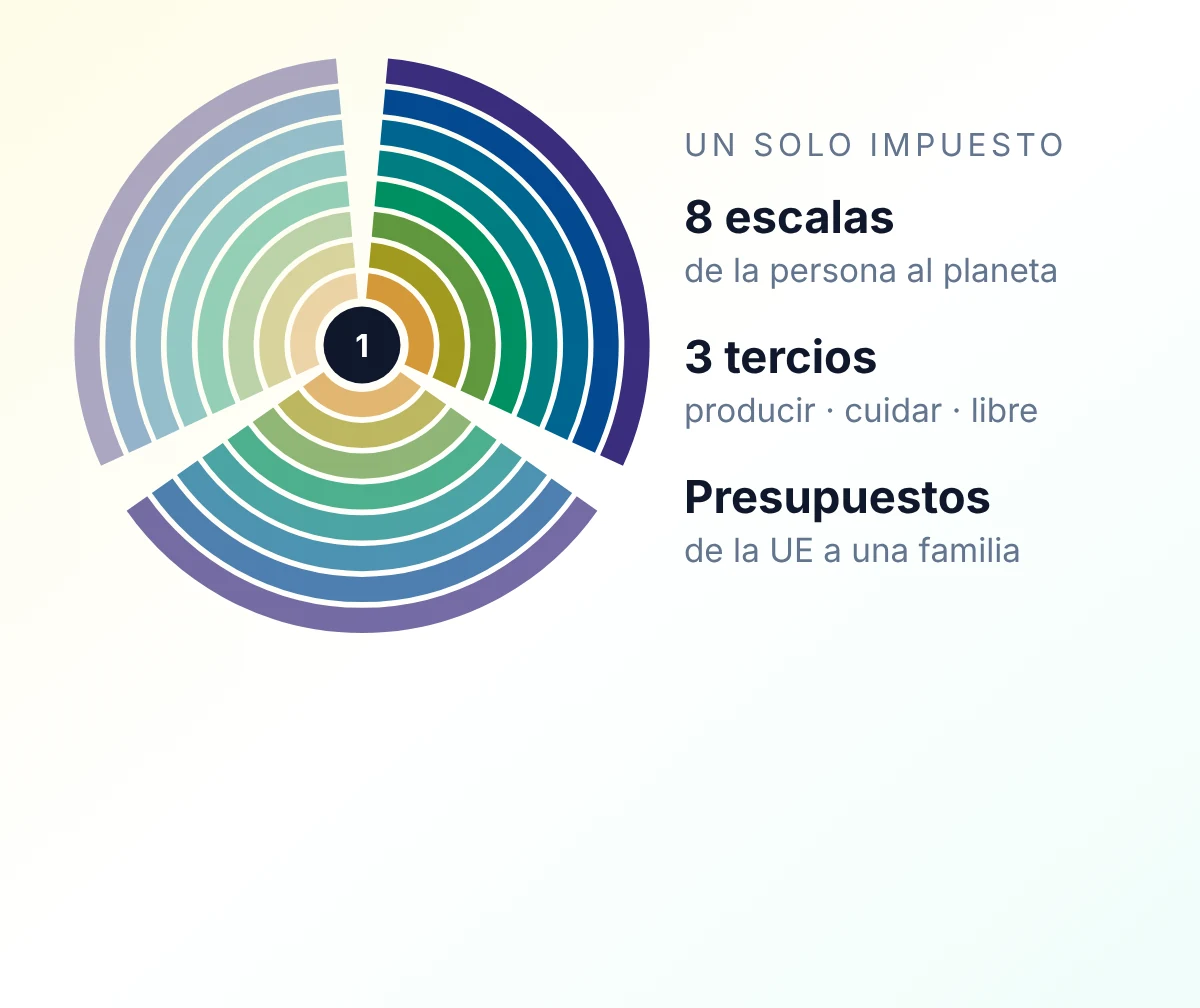 1
UN SOLO IMPUESTO
8 escalas
de la persona al planeta
3 tercios
producir · cuidar · libre
Presupuestos
de la UE a una familia